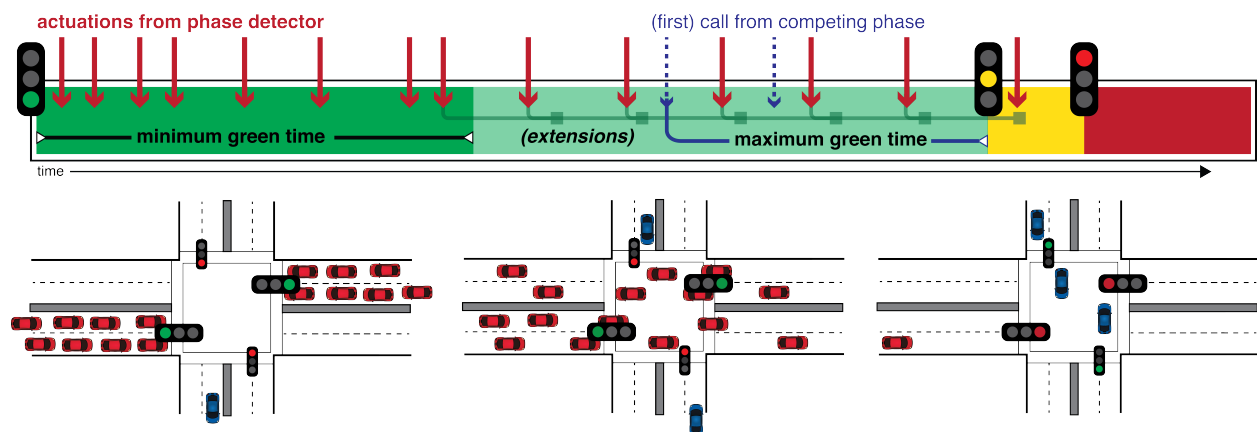 actuations from phase detector
(first) call from competing phase
minimum green time
(extensions)
maximum green time
time